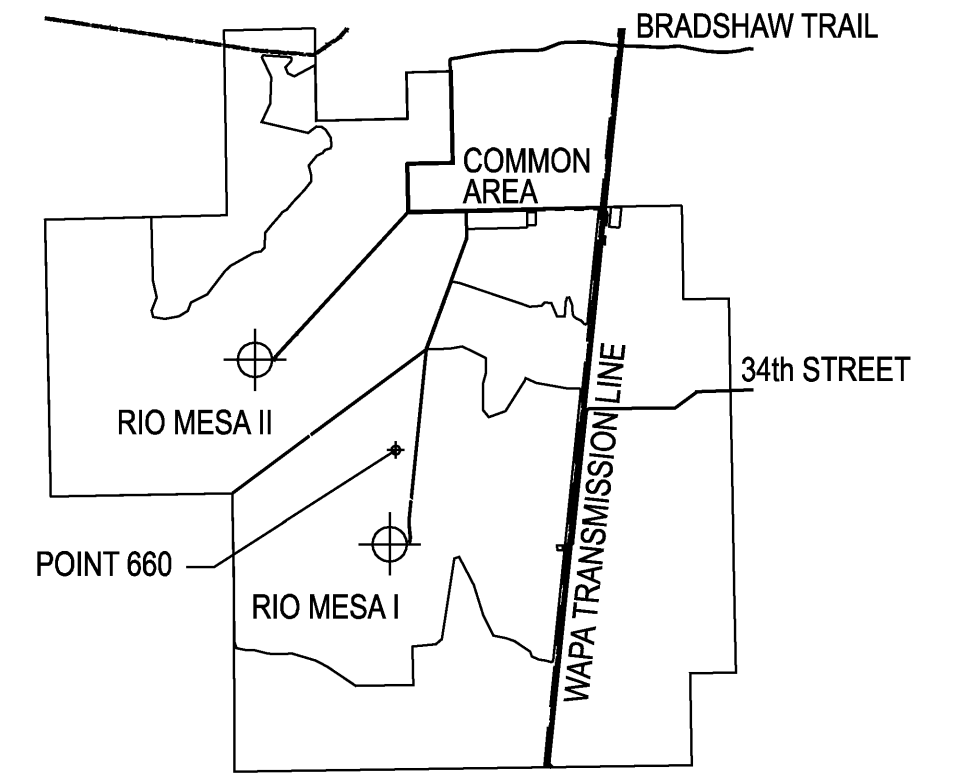 BRADSHAW TRAIL
COMMON
AREA
34th STREET
WAPA TRANSMISSION LINE
RIO MESA II
POINT 660
RIO MESA I